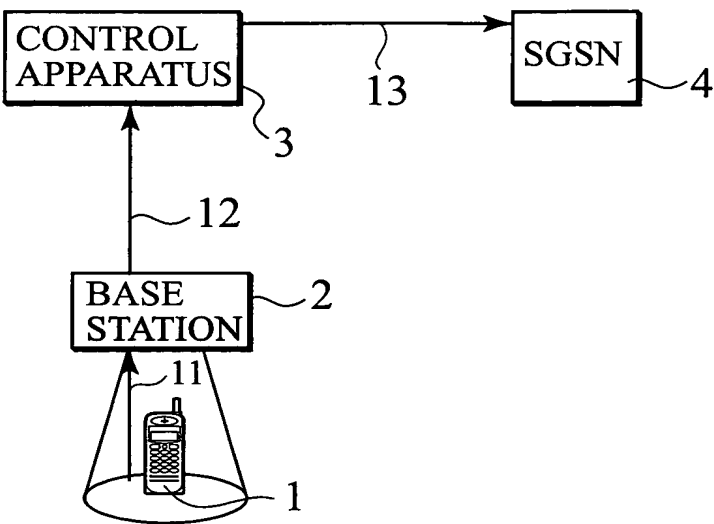 CONTROL
APPARATUS
3
13
SGSN
4
12
BASE
STATION
2
11
1